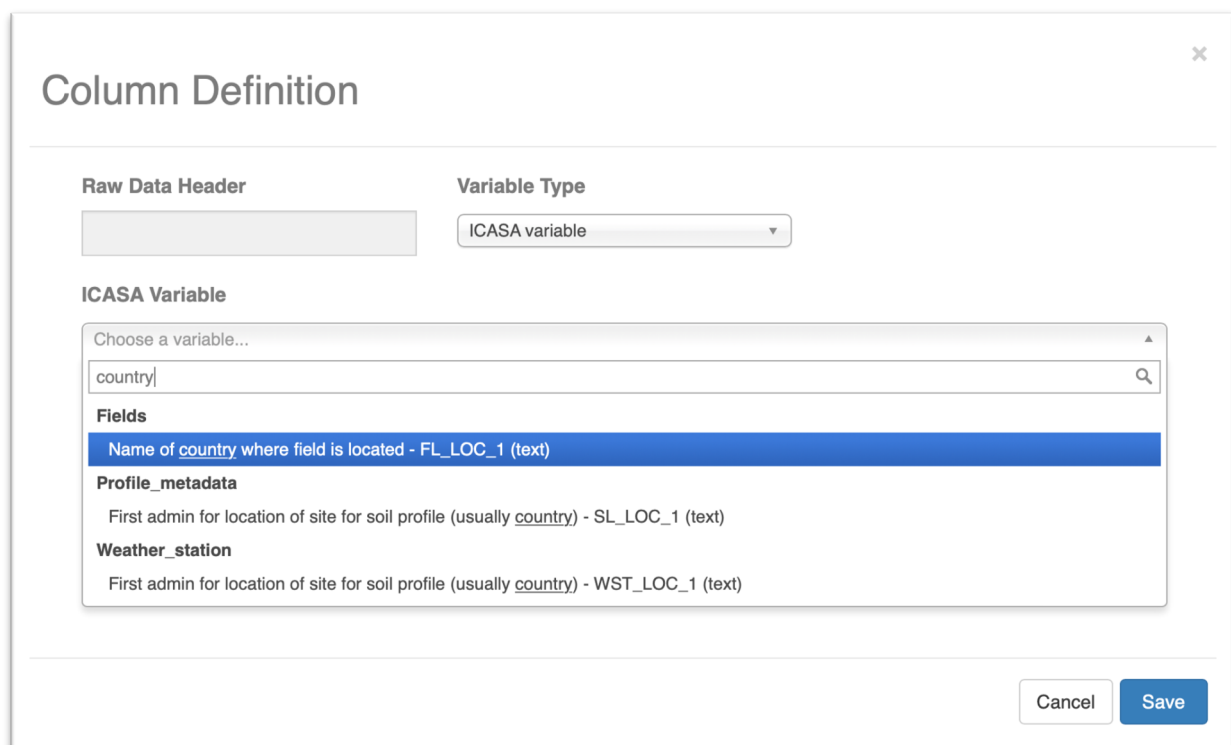 ×
Column Definition
Raw Data Header
Variable Type
ICASA variable
ICASA Variable
Choose a variable...
country
Fields
Name of country where field is located - FL_LOC_1 (text)
Profile_metadata
First admin for location of site for soil profile (usually country) - SL_LOC_1 (text)
Weather_station
First admin for location of site for soil profile (usually country) - WST_LOC_1 (text)
Cancel
Save